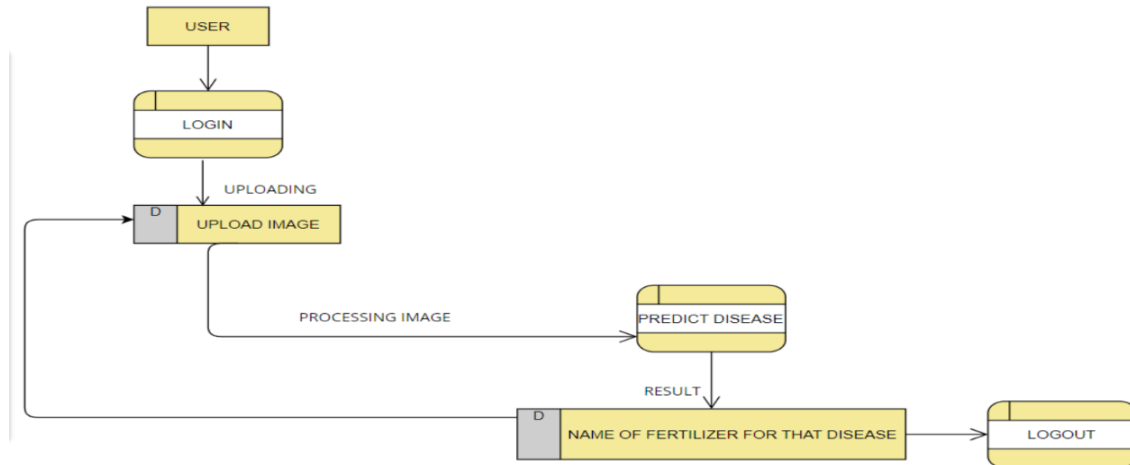 USER
LOGIN
UPLOADING
D
UPLOAD IMAGE
PROCESSING IMAGE
PREDICT DISEASE
RESULT
D
NAME OF FERTILIZER FOR THAT DISEASE
LOGOUT